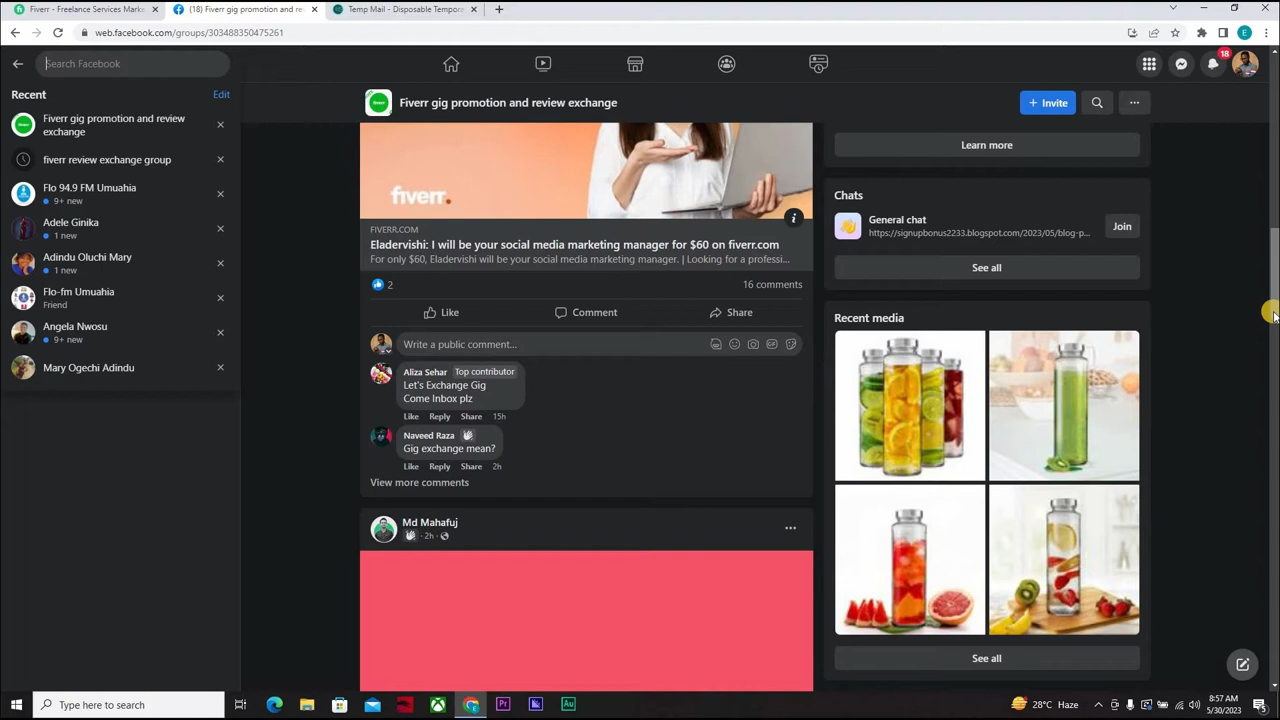 Fiverr - Freelance Services Marke
(18) Fiverr gig promotion and re
Temp Mail - Disposable Tempora
web.facebook.com/groups/303488350475261
E
Search Facebook
18
Recent
Edit
Fiverr gig promotion and review
exchange
fiverr review exchange group
Flo 94.9 FM Umuahia
9+ new
Adele Ginika
1 new
Adindu Oluchi Mary
1 new
Flo-fm Umuahia
Friend
Angela Nwosu
9+ new
Mary Ogechi Adindu
Fiverr gig promotion and review exchange
+ Invite
fiverr.
FIVERR.COM
Eladervishi: I will be your social media marketing manager for $60 on fiverr.com
For only $60, Eladervishi will be your social media marketing manager. | Looking for a professi...
2
16 comments
Like
Comment
Share
Write a public comment...
Aliza Sehar Top contributor
Let's Exchange Gig
Come Inbox plz
Like Reply Share 15h
Naveed Raza
Gig exchange mean?
Like Reply Share 2h
View more comments
Md Mahafuj
· 2h ·
Learn more
Chats
General chat
https://signupbonus2233.blogspot.com/2023/05/blog-p...
Join
See all
Recent media
See all
Type here to search
Pr
Au
28°C Haze
8:57 AM
5/30/2023